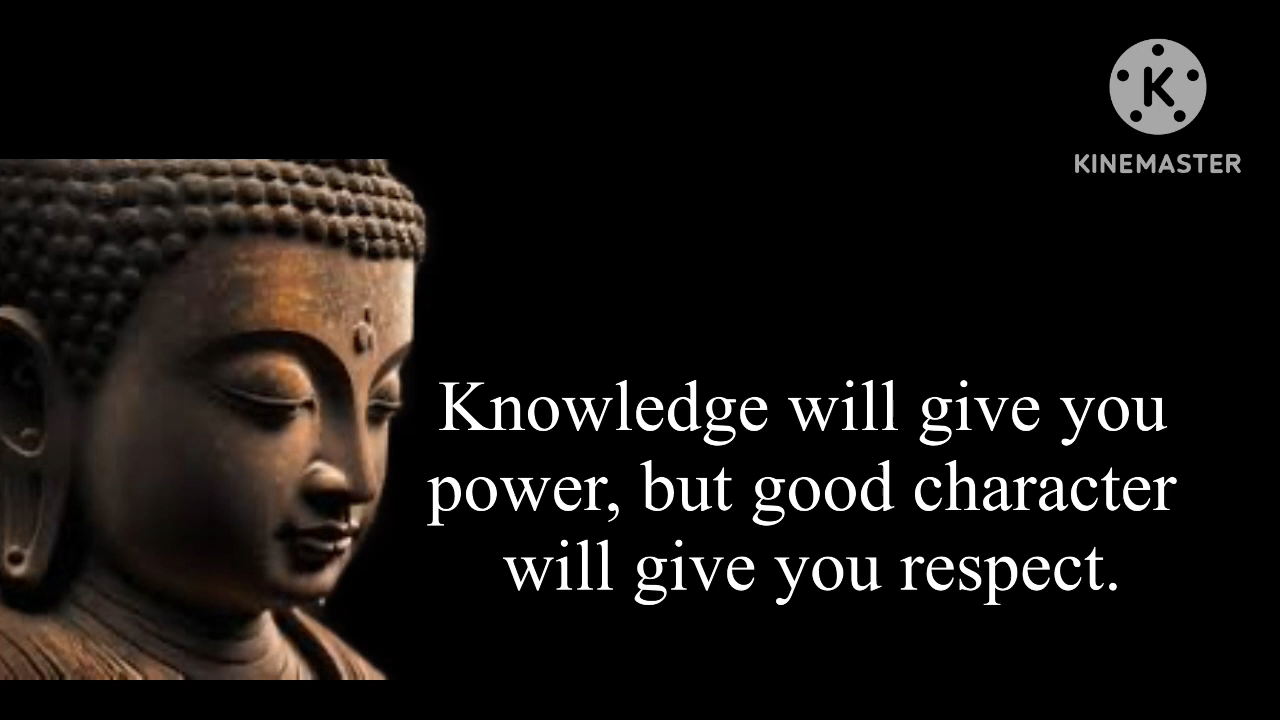 K
KINEMASTER
Knowledge will give you
power, but good character
will give you respect.